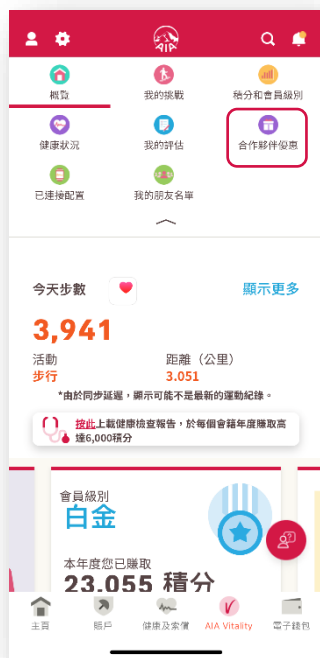 AIA
概覧
我的挑戰
積分和會員級別
健康狀況
我的評估
合作夥伴優惠
已連接配置
我的朋友名單
今天步數
顯示更多
3,941
活動
距離（公里）
步行
3.051
*由於同步延遲，顯示可能不是最新的運動紀錄。
按此上載健康檢查報告，於每個會籍年度賺取高
達6,000積分
會員級別
白金
本年度您已賺取
23,055 積分
主頁
賬戶
健康及索償
AIA Vitality
電子錢包